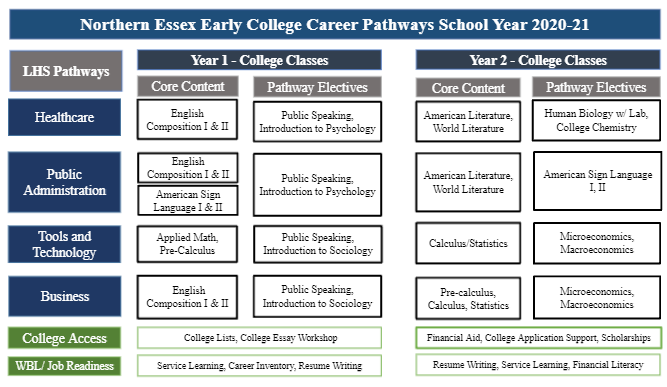 Northern Essex Early College Career Pathways School Year 2020-21
LHS Pathways
Year 1 - College Classes
Year 2 - College Classes
Core Content
Pathway Electives
Core Content
Pathway Electives
Healthcare
English
Composition I & II
Public Speaking,
Introduction to Psychology
American Literature,
World Literature
Human Biology w/ Lab,
College Chemistry
Public
Administration
English
Composition I & II
American Sign
Language I & II
Public Speaking,
Introduction to Psychology
American Literature,
World Literature
American Sign Language
I, II
Tools and
Technology
Applied Math,
Pre-Calculus
Public Speaking,
Introduction to Sociology
Calculus/Statistics
Microeconomics,
Macroeconomics
Business
English
Composition I & II
Public Speaking,
Introduction to Sociology
Pre-calculus,
Calculus, Statistics
Microeconomics,
Macroeconomics
College Access
College Lists, College Essay Workshop
Financial Aid, College Application Support, Scholarships
WBL/ Job Readiness
Service Learning, Career Inventory, Resume Writing
Resume Writing, Service Learning, Financial Literacy